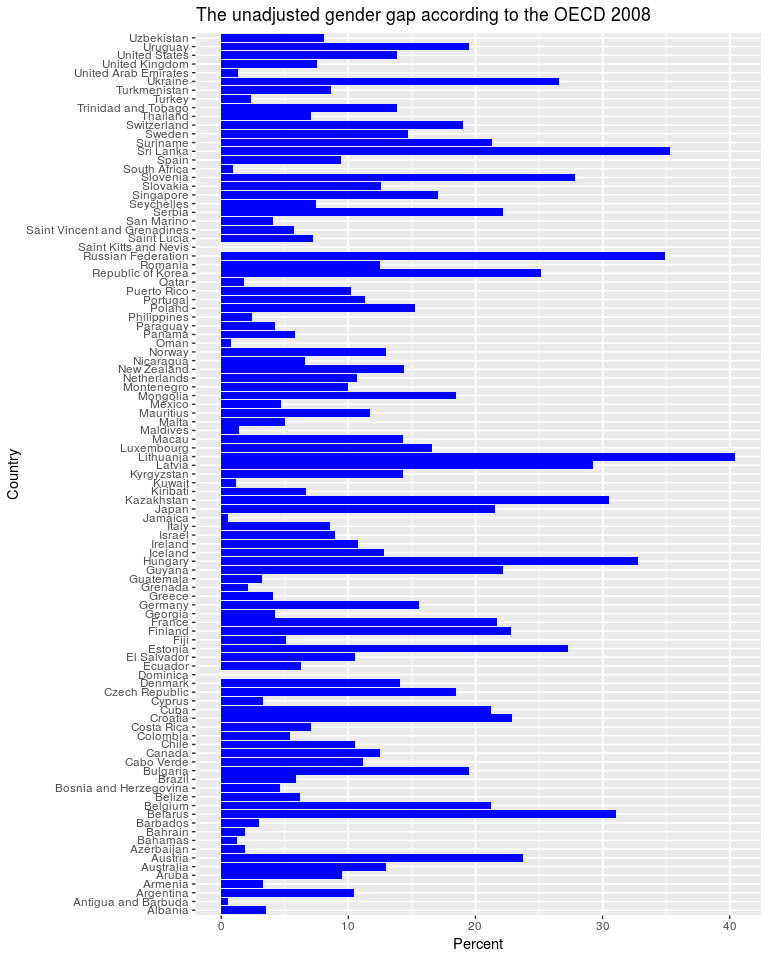 The unadjusted gender gap according to the OECD 2008
Uzbekistan
Uruguay
United States
United Kingdom
United Arab Emirates
Ukraine
Turkmenistan
Turkey
Trinidad and Tobago
Thailand
Switzerland
Sweden
Suriname
Sri Lanka
Spain
South Africa
Slovenia
Slovakia
Singapore
Seychelles
Serbia
San Marino
Saint Vincent and Grenadines
Saint Lucia
Saint Kitts and Nevis
Russian Federation
Romania
Republic of Korea
Qatar
Puerto Rico
Portugal
Poland
Philippines
Paraguay
Panama
Oman
Norway
Nicaragua
New Zealand
Netherlands
Montenegro
Mongolia
Mexico
Mauritius
Malta
Maldives
Macau
Luxembourg
Lithuania
Latvia
Kyrgyzstan
Kuwait
Kiribati
Kazakhstan
Japan
Jamaica
Italy
Israel
Ireland
Iceland
Hungary
Guyana
Guatemala
Grenada
Greece
Germany
Georgia
France
Finland
Fiji
Estonia
El Salvador
Ecuador
Dominica
Denmark
Czech Republic
Cyprus
Cuba
Croatia
Costa Rica
Colombia
Chile
Canada
Cabo Verde
Bulgaria
Brazil
Bosnia and Herzegovina
Belize
Belgium
Belarus
Barbados
Bahrain
Bahamas
Azerbaijan
Austria
Australia
Aruba
Armenia
Argentina
Antigua and Barbuda
Albania
Country
0 10 20 30 40
Percent